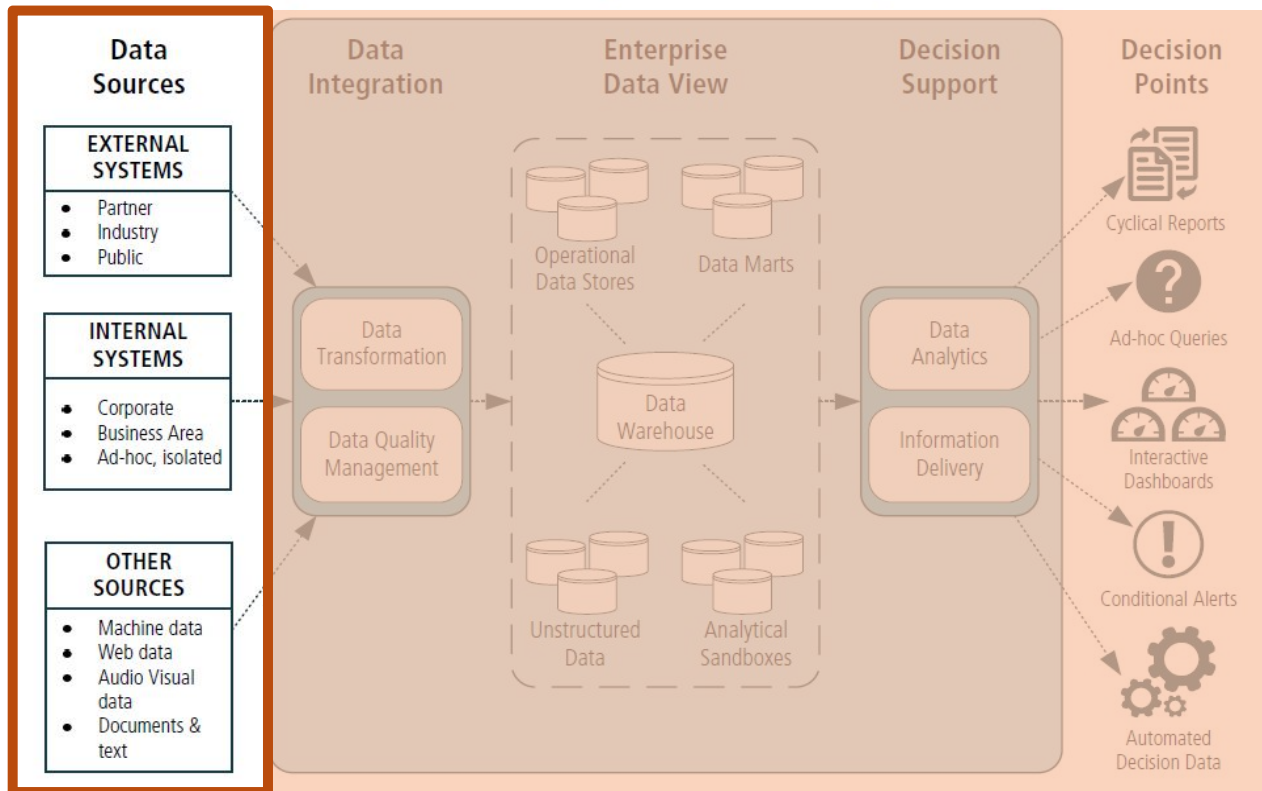 Data
Sources
EXTERNAL
SYSTEMS
• Partner
• Industry
• Public
INTERNAL
SYSTEMS
• Corporate
• Business Area
• Ad-hoc, isolated
OTHER
SOURCES
• Machine data
• Web data
• Audio Visual
data
• Documents &
text
Data
Integration
Data
Transformation
Data Quality
Management
Enterprise
Data View
Operational
Data Stores
Data Marts
Data
Warehouse
Unstructured
Data
Analytical
Sandboxes
Decision
Support
Data
Analytics
Information
Delivery
Decision
Points
Cyclical Reports
?
Ad-hoc Queries
Interactive
Dashboards
!
Conditional Alerts
Automated
Decision Data